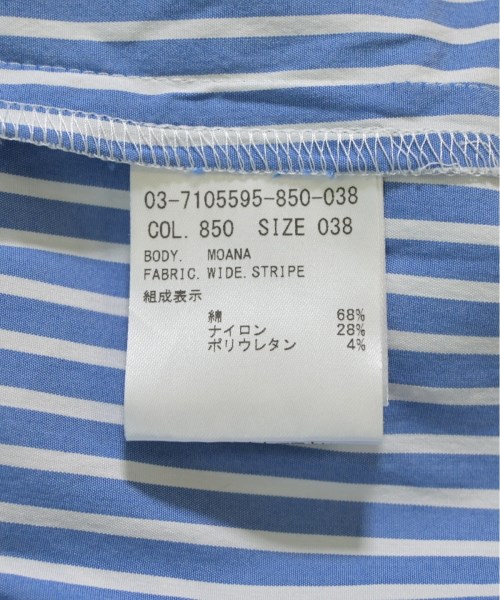 03-7105595-850-038
COL. 850 SIZE 038
BODY. MOANA
FABRIC. WIDE. STRIPE
組成表示
綿 68%
ナイロン 28%
ポリウレタン 4%